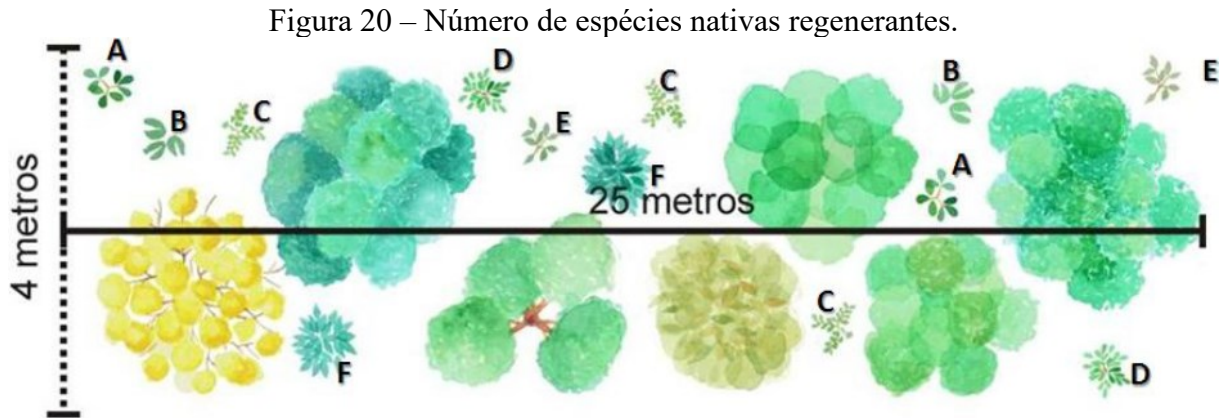 Figura 20 – Número de espécies nativas regenerantes.
A
B
C
D
E
F
C
B
A
E
4 metros
25 metros
F
C
D